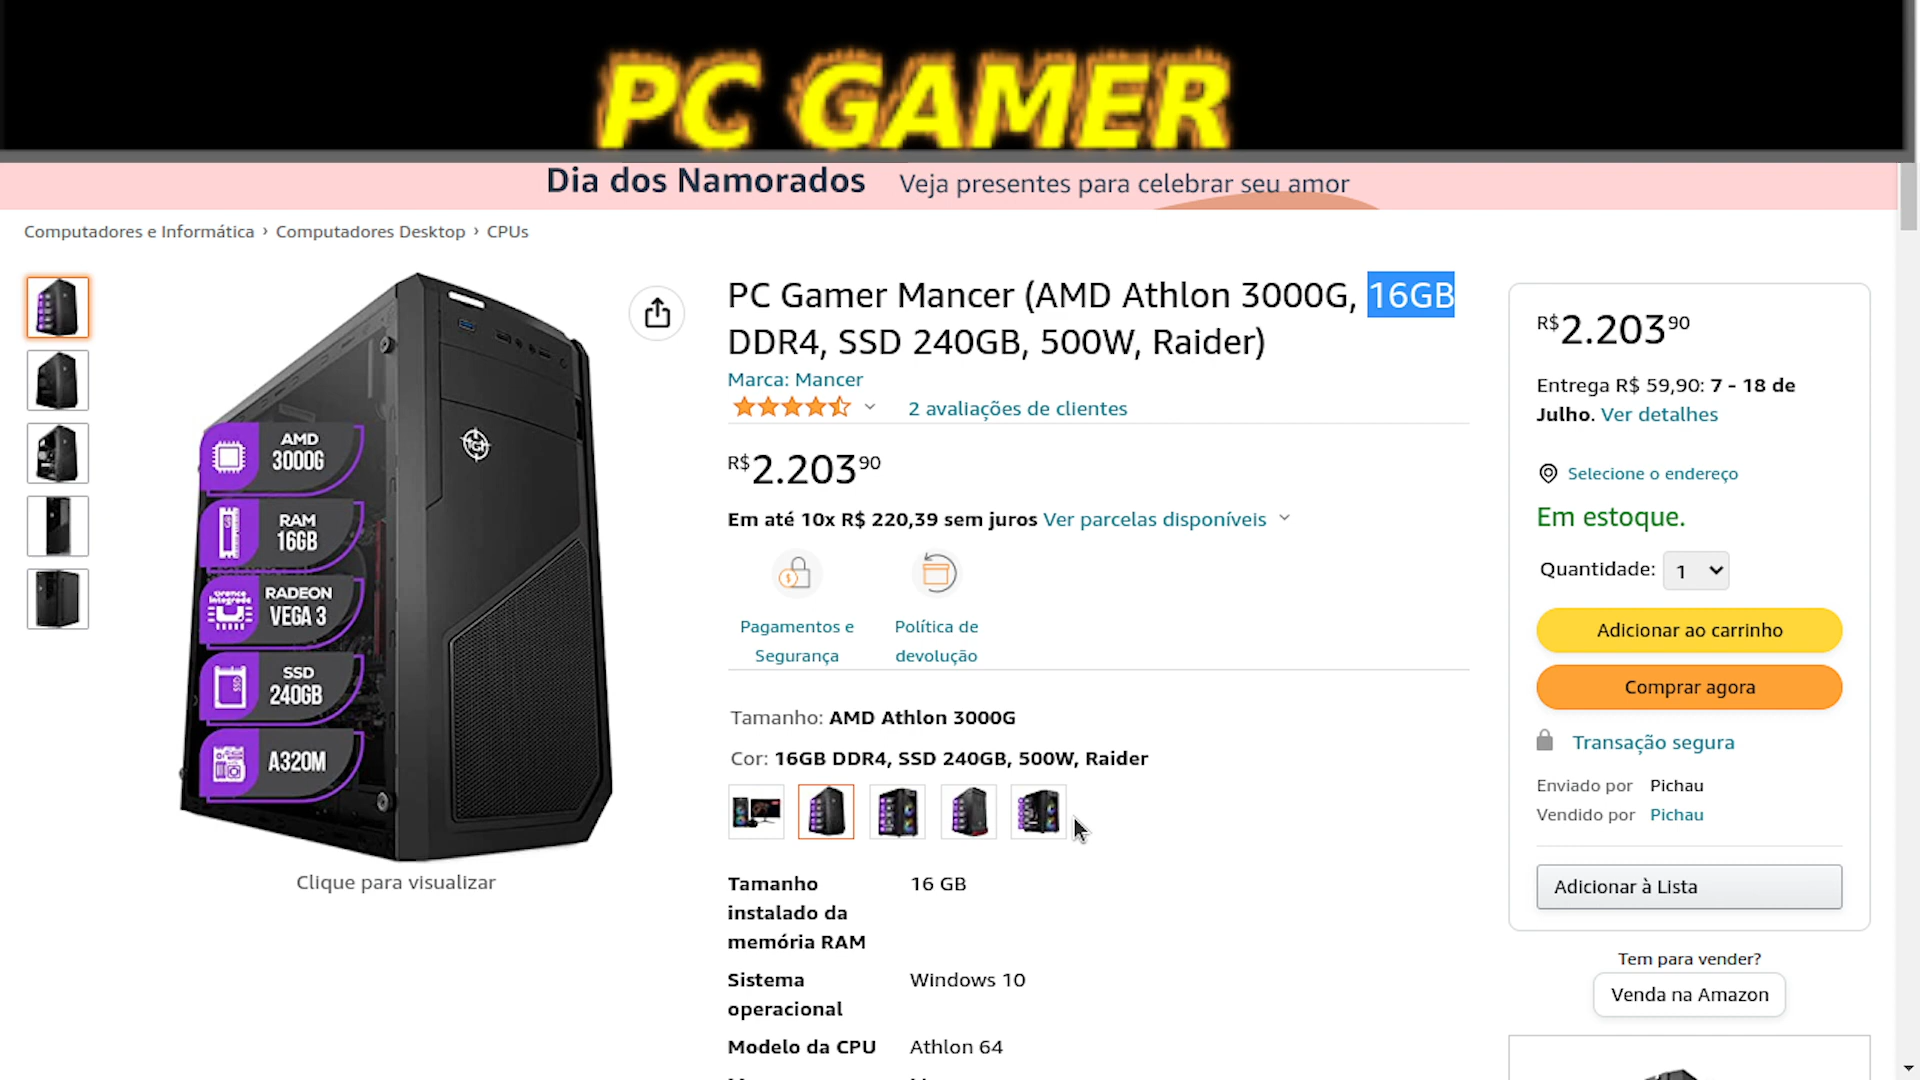 PC GAMER
Dia dos Namorados Veja presentes para celebrar seu amor
Computadores e Informática › Computadores Desktop › CPUs
PC Gamer Mancer (AMD Athlon 3000G, 16GB
DDR4, SSD 240GB, 500W, Raider)
Marca: Mancer
2 avaliações de clientes
R$2.20390
Em até 10x R$ 220,39 sem juros Ver parcelas disponíveis
Pagamentos e
Segurança
Política de
devolução
Tamanho: AMD Athlon 3000G
Cor: 16GB DDR4, SSD 240GB, 500W, Raider
Tamanho
instalado da
memória RAM
16 GB
Sistema
operacional
Windows 10
Modelo da CPU
Athlon 64
AMD
3000G
RAM
16GB
RADEON
VEGA 3
SSD
240GB
A320M
Clique para visualizar
R$2.20390
Entrega R$ 59,90: 7 - 18 de
Julho. Ver detalhes
Selecione o endereço
Em estoque.
Quantidade: 1
Adicionar ao carrinho
Comprar agora
Transação segura
Enviado por Pichau
Vendido por Pichau
Adicionar à Lista
Tem para vender?
Venda na Amazon